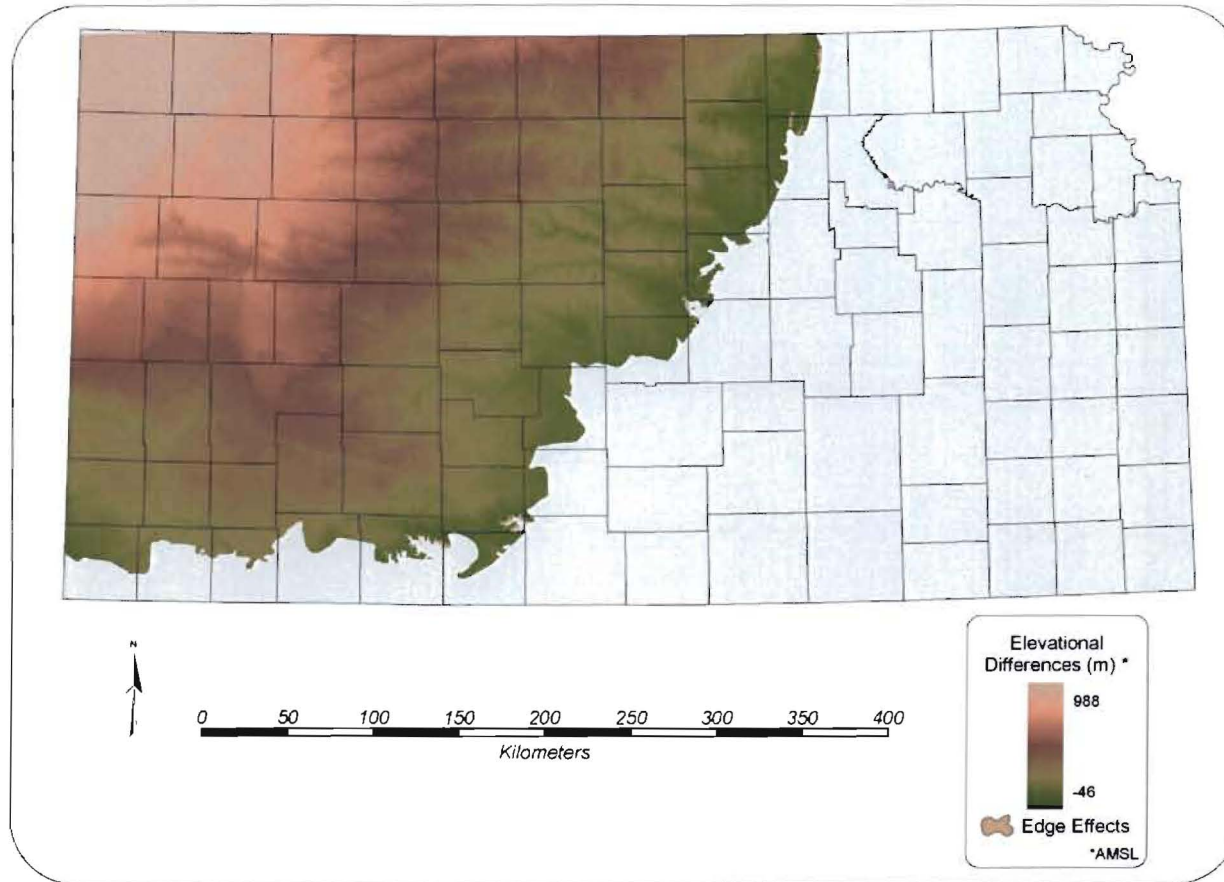 N
0 50 100 150 200 250 300 350 400
Kilometers
Elevational
Differences (m) *
988
-46
Edge Effects
*AMSL